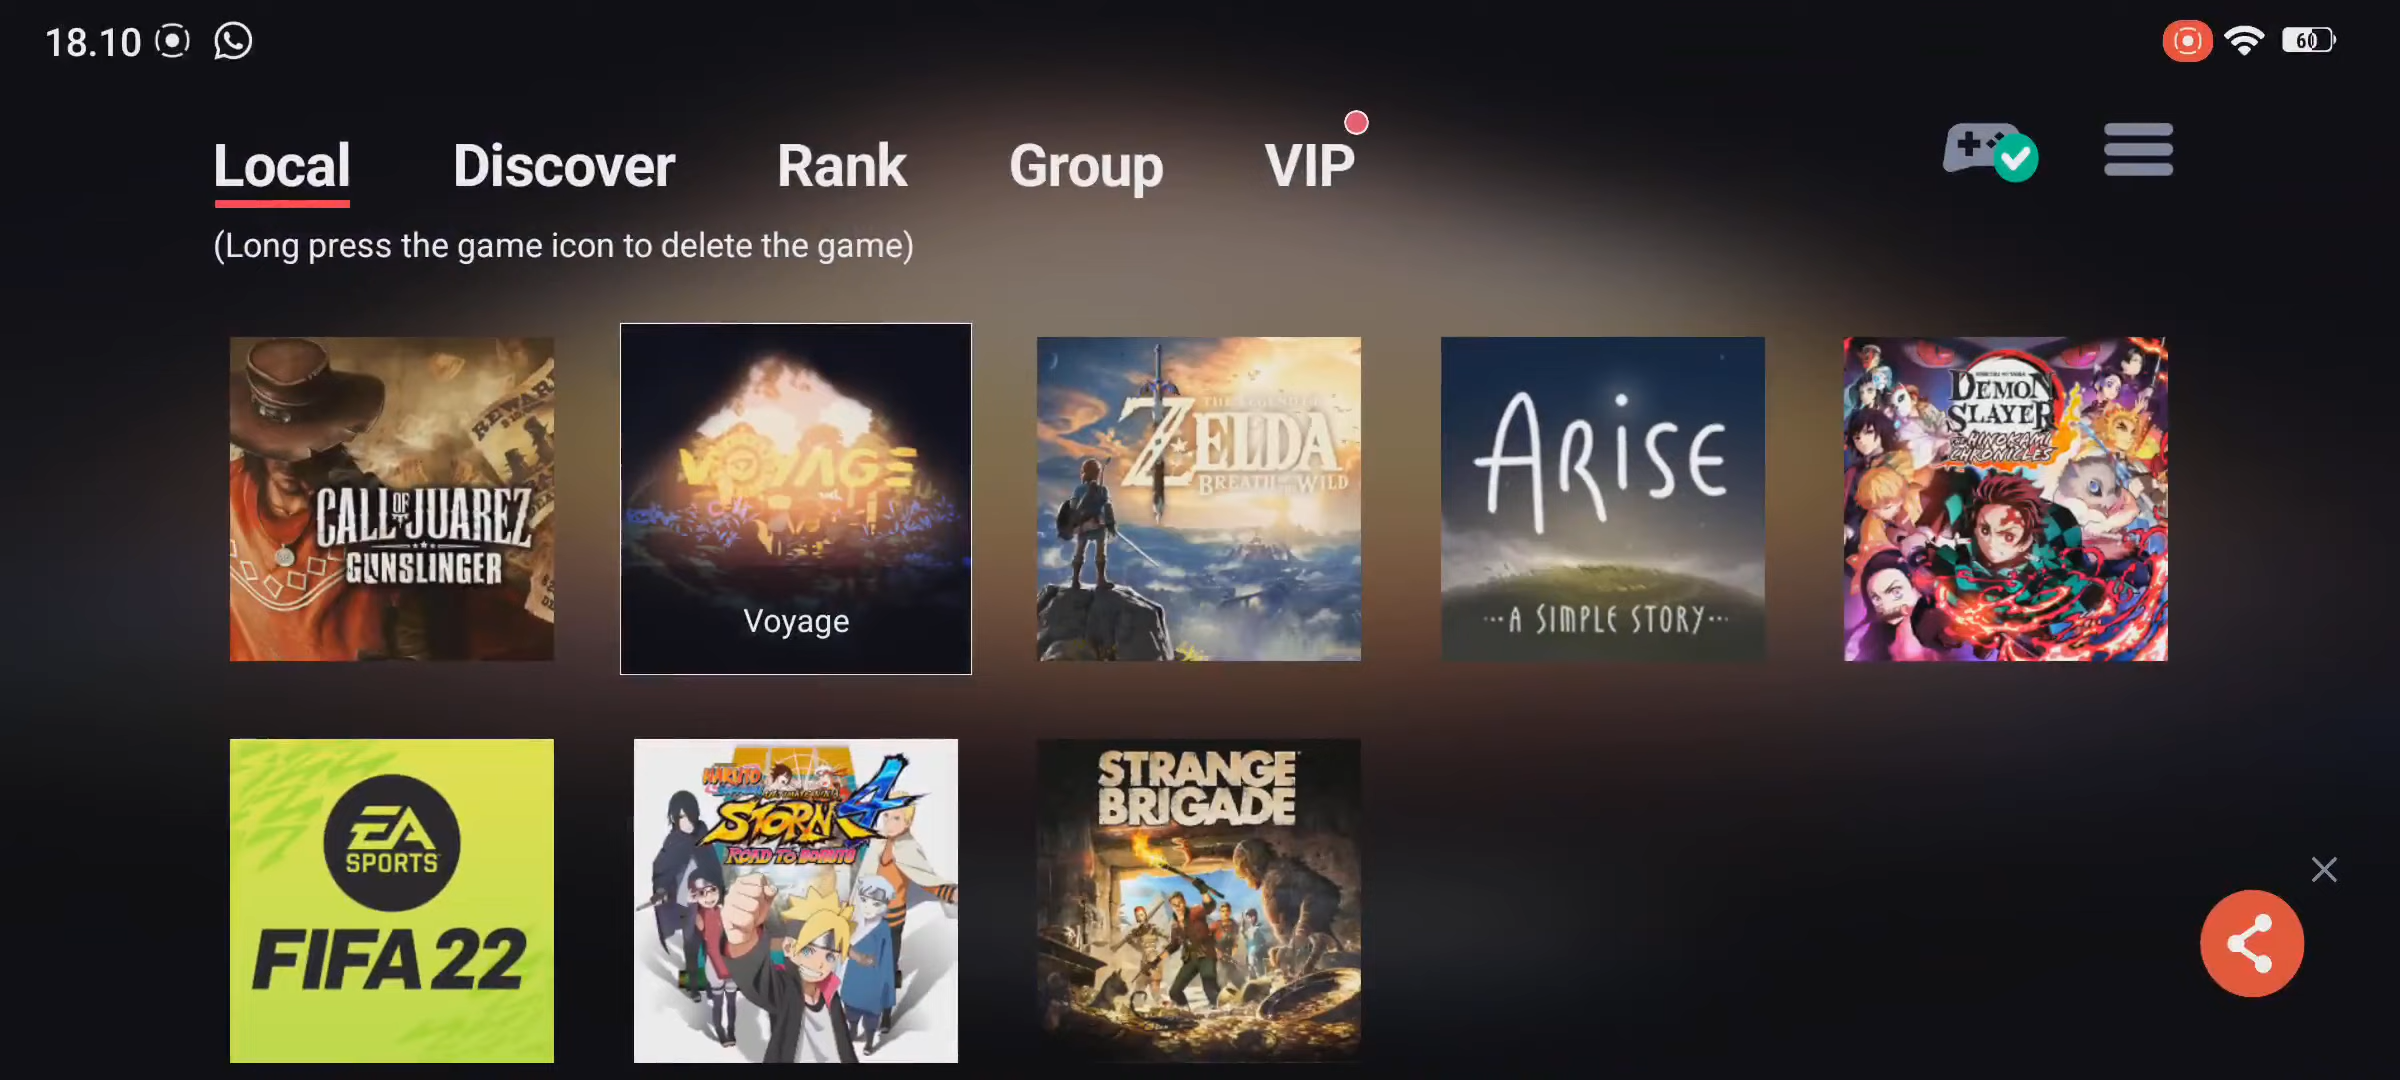 18.10
60
Local Discover Rank Group VIP
(Long press the game icon to delete the game)
REWARD
CALL OF JUAREZ
GUNSLINGER
VOYAGE
Voyage
THE LEGEND OF
ZELDA
BREATH OF THE WILD
ARISE
A SIMPLE STORY
DEMON
SLAYER
THE HINOKAMI
CHRONICLES
EA
SPORTS
FIFA 22
NARUTO
STORM 4
ROAD TO BORUTO
STRANGE
BRIGADE